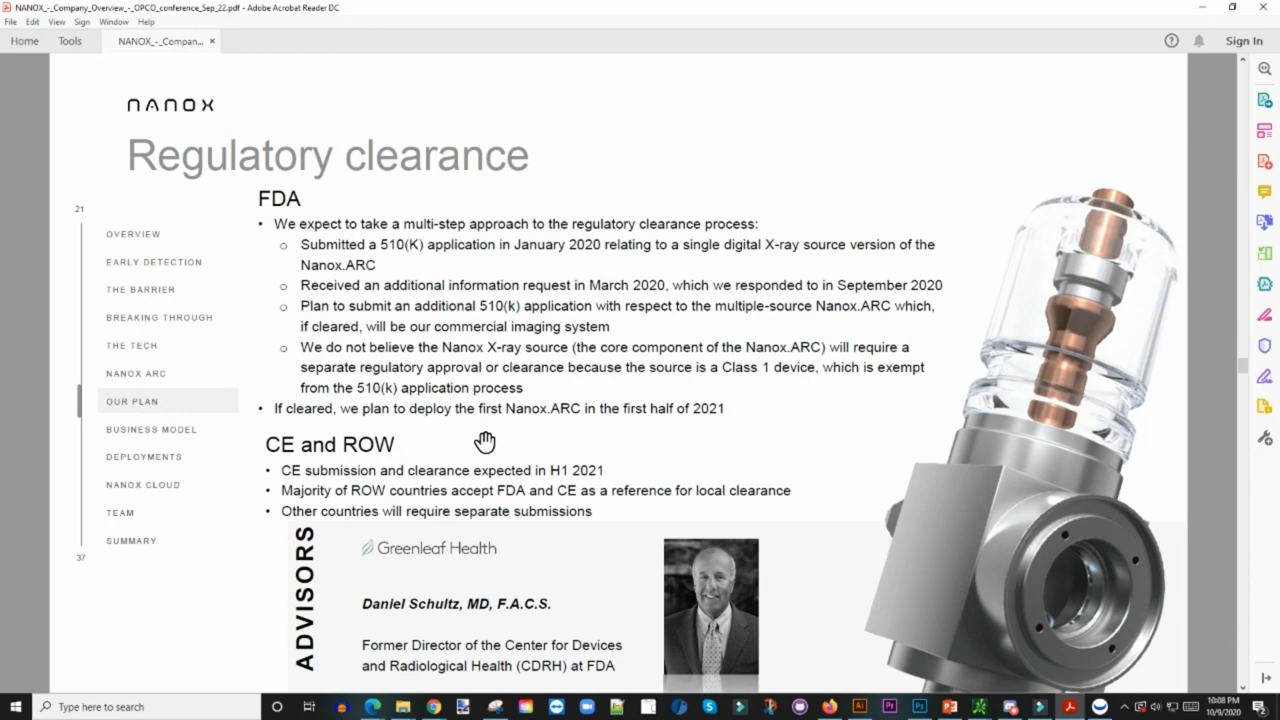 NANOX_-_Company_Overview_-_OPCO_conference_Sep_22.pdf - Adobe Acrobat Reader DC
File Edit View Sign Window Help
Home Tools NANOX_-_Compan... × Sign In
NANOX
Regulatory clearance
21
OVERVIEW
EARLY DETECTION
THE BARRIER
BREAKING THROUGH
THE TECH
NANOX ARC
OUR PLAN
BUSINESS MODEL
DEPLOYMENTS
NANOX CLOUD
TEAM
SUMMARY
37
FDA
• We expect to take a multi-step approach to the regulatory clearance process:
o Submitted a 510(K) application in January 2020 relating to a single digital X-ray source version of the
Nanox.ARC
o Received an additional information request in March 2020, which we responded to in September 2020
o Plan to submit an additional 510(k) application with respect to the multiple-source Nanox.ARC which,
if cleared, will be our commercial imaging system
o We do not believe the Nanox X-ray source (the core component of the Nanox.ARC) will require a
separate regulatory approval or clearance because the source is a Class 1 device, which is exempt
from the 510(k) application process
• If cleared, we plan to deploy the first Nanox.ARC in the first half of 2021
CE and ROW
• CE submission and clearance expected in H1 2021
• Majority of ROW countries accept FDA and CE as a reference for local clearance
• Other countries will require separate submissions
ADVISORS
Greenleaf Health
Daniel Schultz, MD, F.A.C.S.
Former Director of the Center for Devices
and Radiological Health (CDRH) at FDA
Type here to search
10:08 PM
10/9/2020